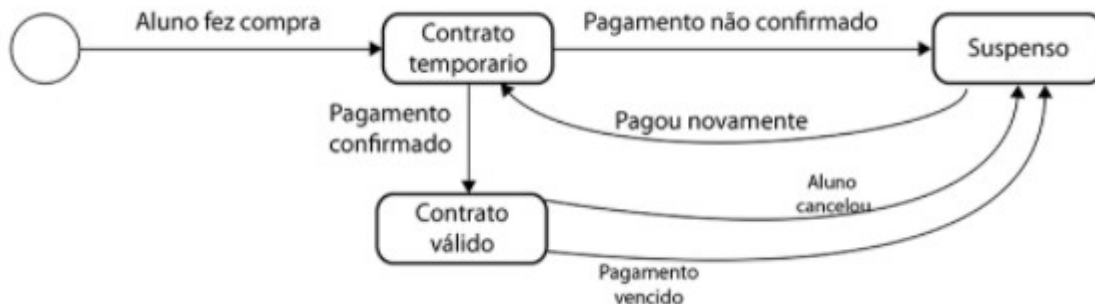 Aluno fez compra
Contrato
temporario
Pagamento não confirmado
Suspenso
Pagamento
confirmado
Pagou novamente
Aluno
cancelou
Contrato
válido
Pagamento
vencido